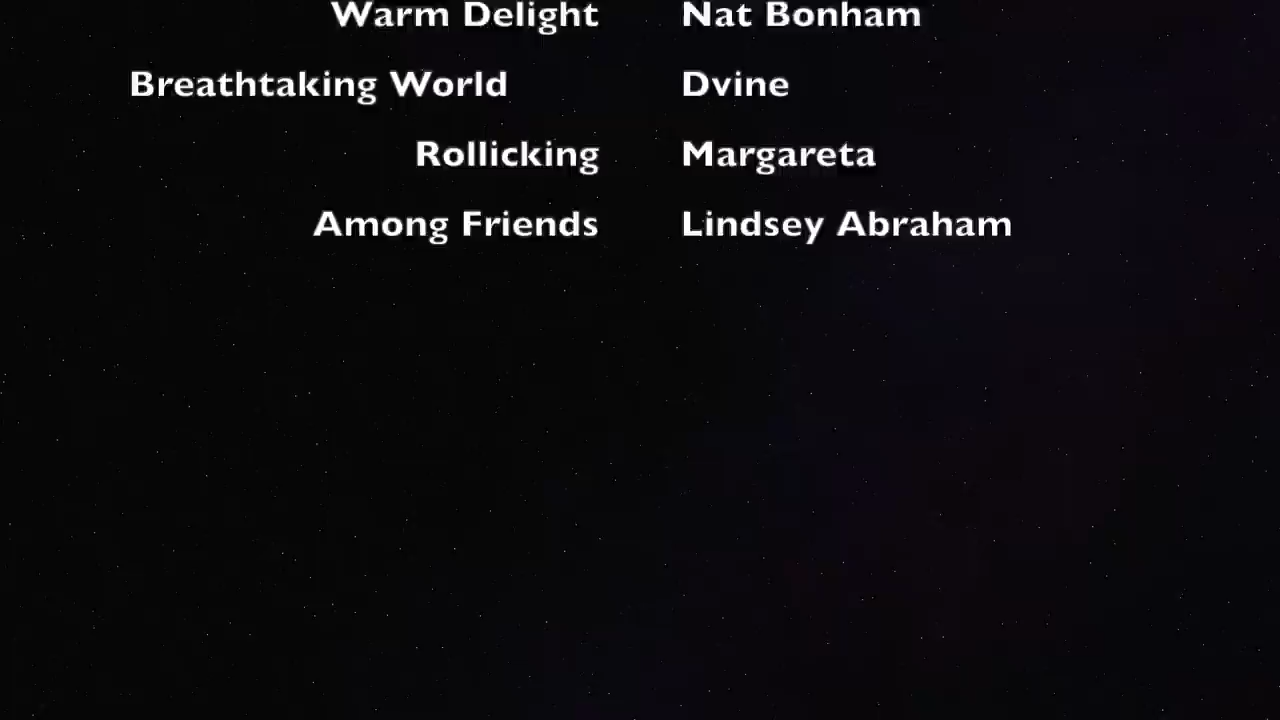 Warm Delight Nat Bonham
Breathtaking World Dvine
Rollicking Margareta
Among Friends Lindsey Abraham